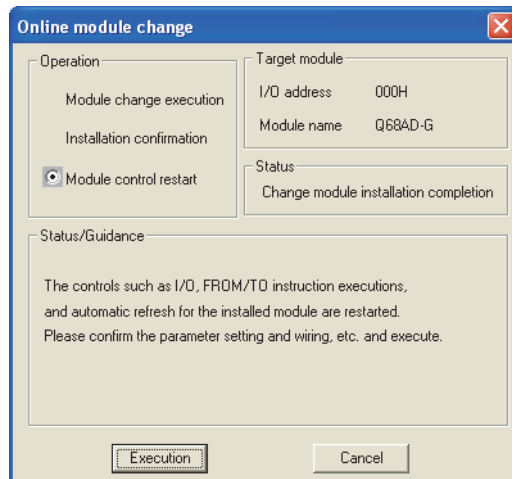 Online module change
Operation
Module change execution
Installation confirmation
Module control restart
Target module
I/O address 000H
Module name Q68AD-G
Status
Change module installation completion
Status/Guidance
The controls such as I/O, FROM/TO instruction executions,
and automatic refresh for the installed module are restarted.
Please confirm the parameter setting and wiring, etc. and execute.
Execution
Cancel